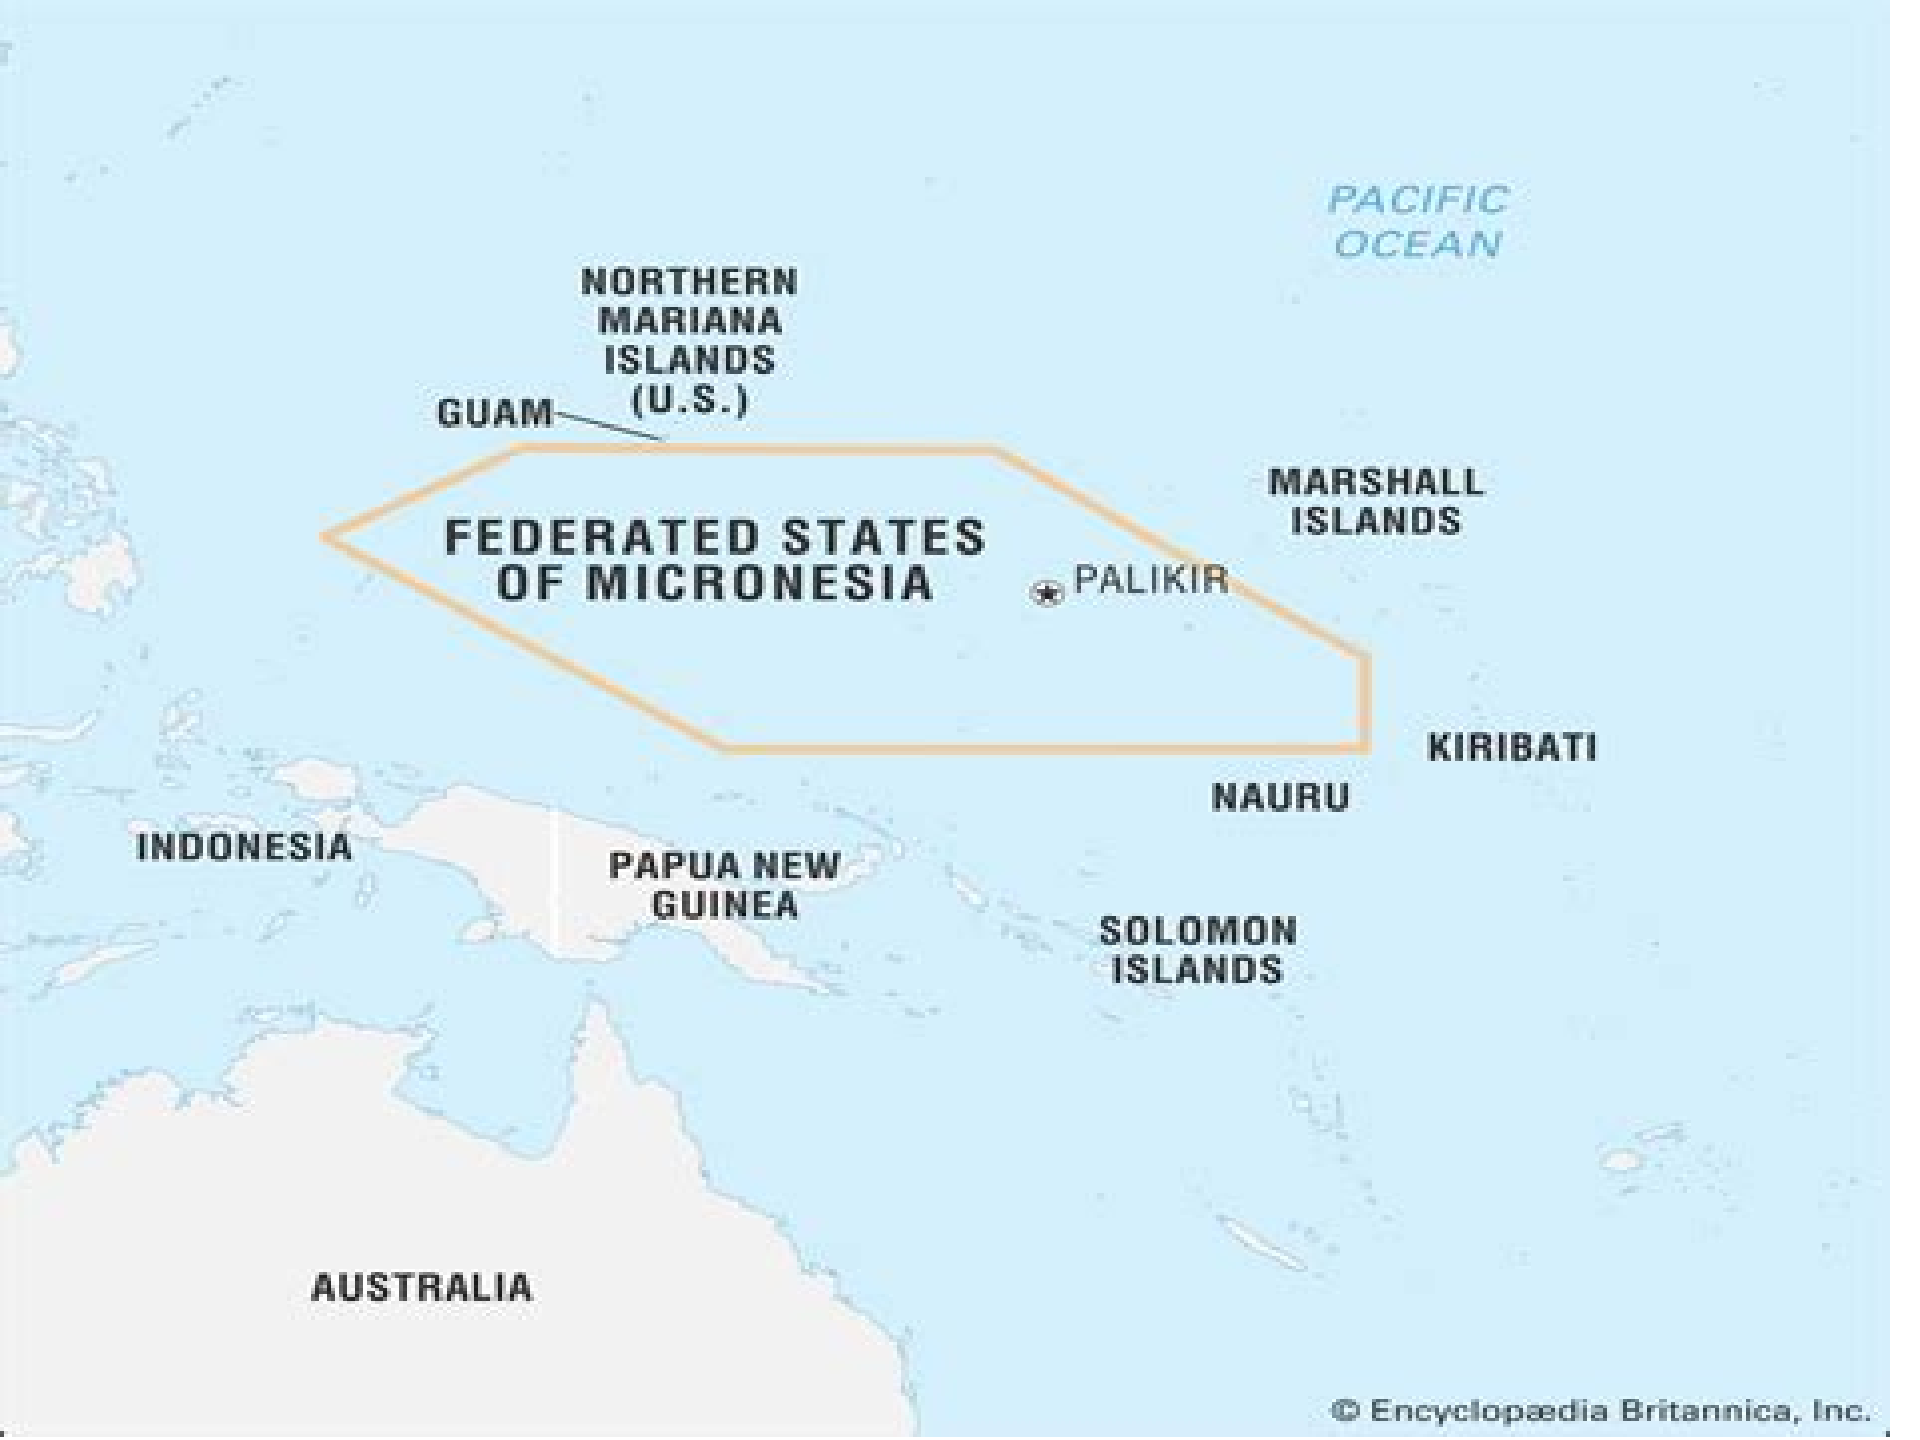 PACIFIC
OCEAN
NORTHERN
MARIANA
ISLANDS
(U.S.)
GUAM
MARSHALL
ISLANDS
FEDERATED STATES
OF MICRONESIA
PALIKIR
KIRIBATI
NAURU
INDONESIA
PAPUA NEW
GUINEA
SOLOMON
ISLANDS
AUSTRALIA
© Encyclopædia Britannica, Inc.